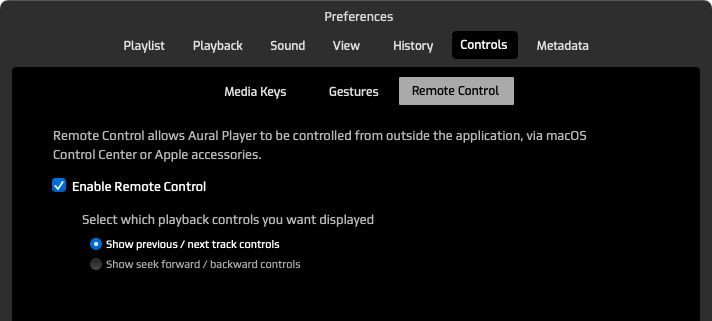 Preferences
Playlist Playback Sound View History Controls Metadata
Media Keys Gestures Remote Control
Remote Control allows Aural Player to be controlled from outside the application, via macOS
Control Center or Apple accessories.
Enable Remote Control
Select which playback controls you want displayed
Show previous / next track controls
Show seek forward / backward controls